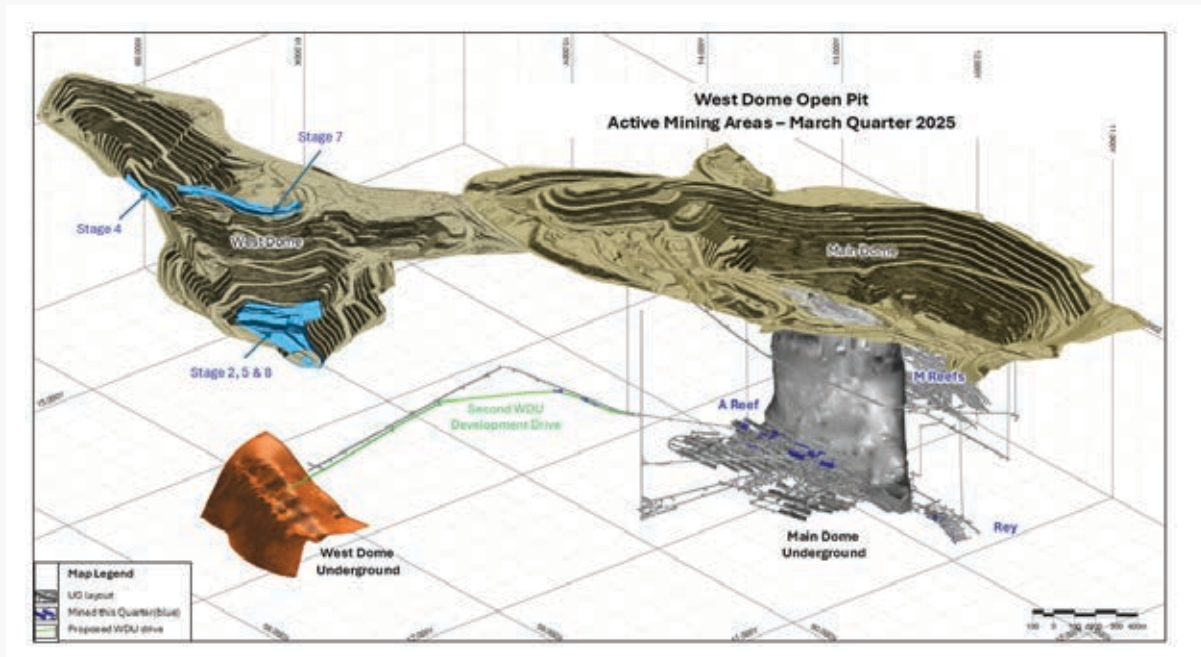 West Dome Open Pit
Active Mining Areas – March Quarter 2025
Stage 7
Stage 4
West Dome
Main Dome
Stage 2, 5 & 8
M Reefs
A Reef
Second WDU
Development Drive
Rey
Main Dome
Underground
West Dome
Underground
Map Legend
UG layout
Mined this Quarter(blue)
Proposed WDU drive